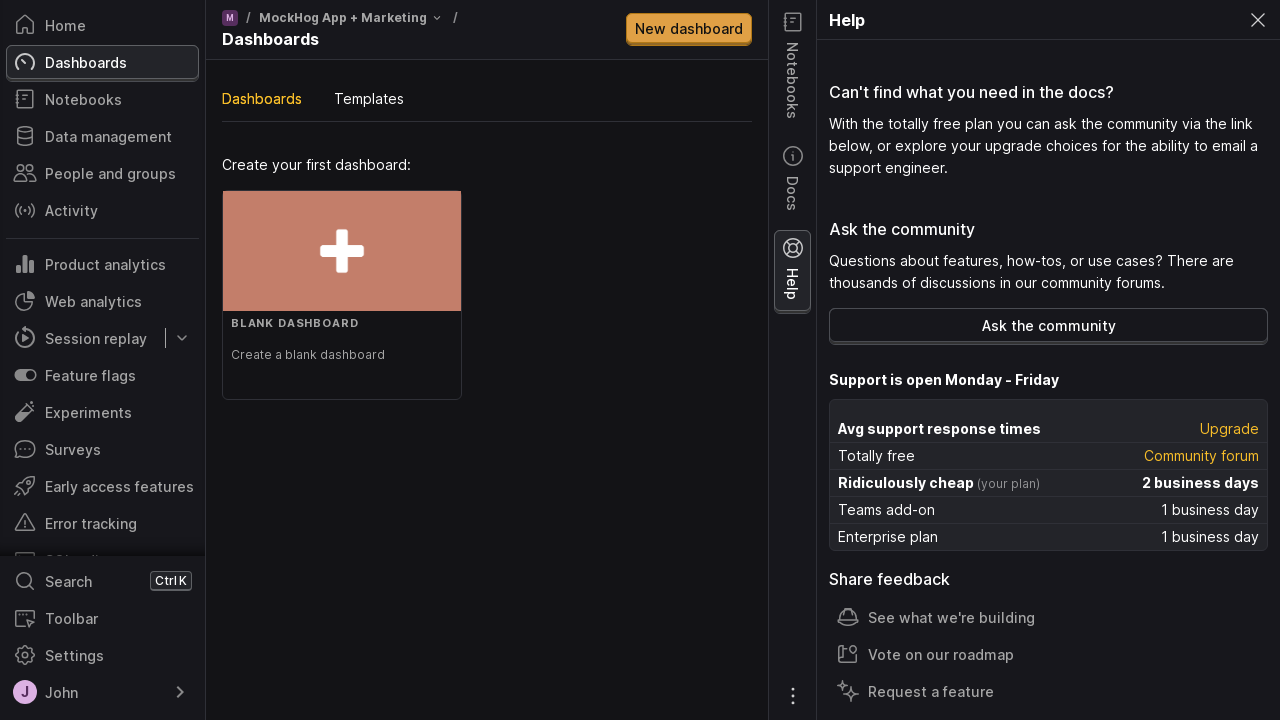 Home
Dashboards
Notebooks
Data management
People and groups
Activity
Product analytics
Web analytics
Session replay
Feature flags
Experiments
Surveys
Early access features
Error tracking
Search Ctrl K
Toolbar
Settings
J John
M / MockHog App + Marketing /
Dashboards
New dashboard
Dashboards Templates
Create your first dashboard:
BLANK DASHBOARD
Create a blank dashboard
Notebooks
Docs
Help
Help
Can't find what you need in the docs?
With the totally free plan you can ask the community via the link
below, or explore your upgrade choices for the ability to email a
support engineer.
Ask the community
Questions about features, how-tos, or use cases? There are
thousands of discussions in our community forums.
Ask the community
Support is open Monday - Friday
Avg support response times Upgrade
Totally free Community forum
Ridiculously cheap (your plan) 2 business days
Teams add-on 1 business day
Enterprise plan 1 business day
Share feedback
See what we're building
Vote on our roadmap
Request a feature